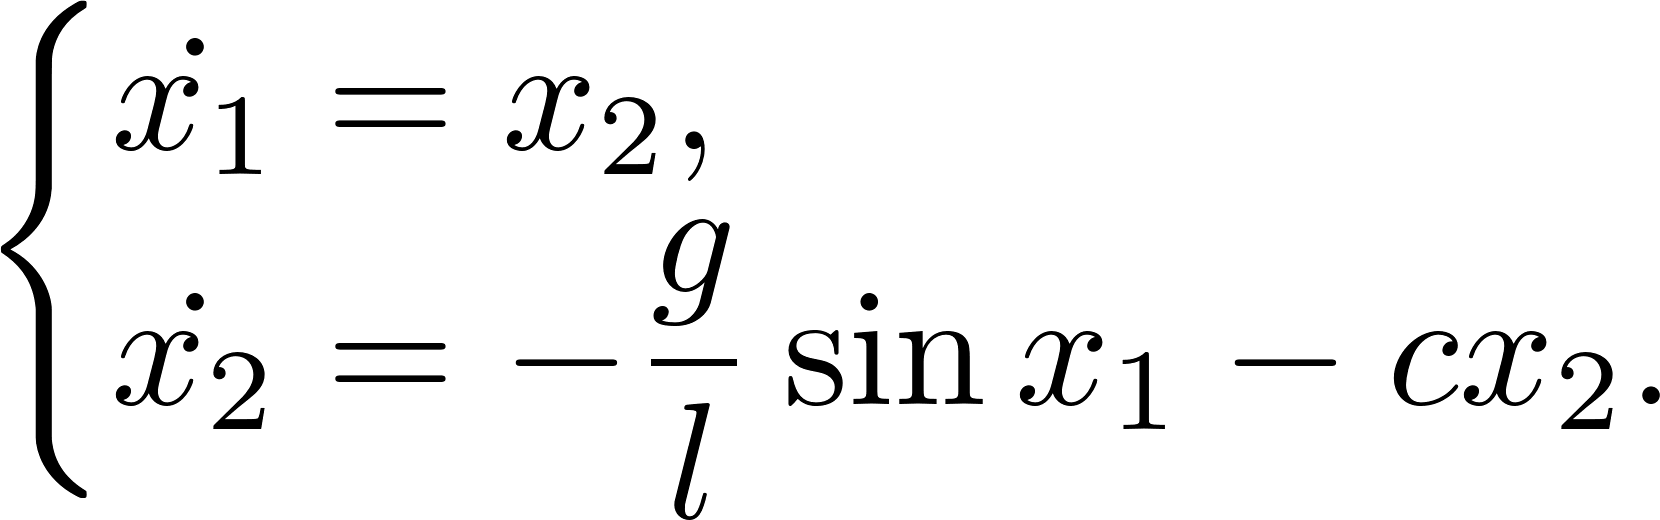 ẋ₁ = x₂,
ẋ₂ = −g/l sin x₁ − cx₂.